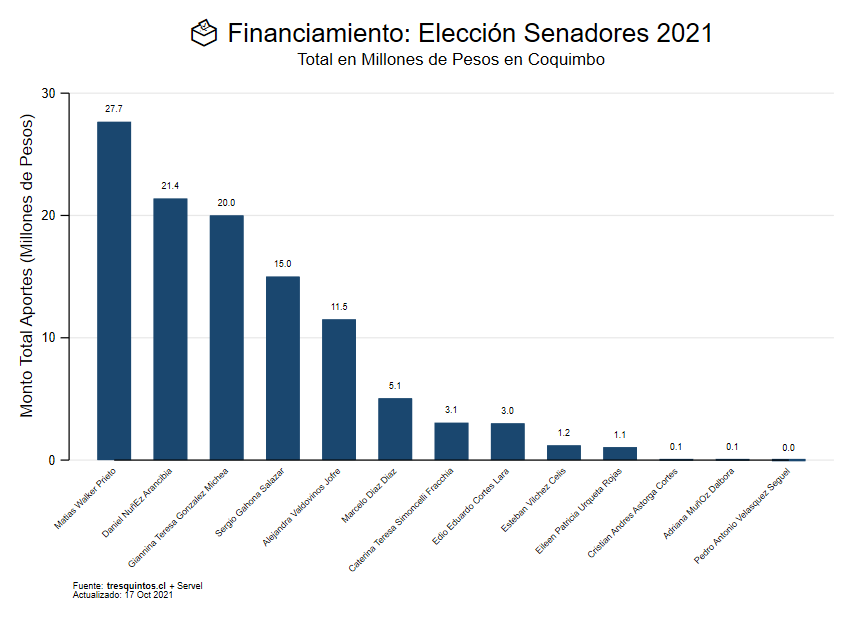 Financiamiento: Elección Senadores 2021
Total en Millones de Pesos en Coquimbo
Monto Total Aportes (Millones de Pesos)
30
20
10
0
27.7
21.4
20.0
15.0
11.5
5.1
3.1
3.0
1.2
1.1
0.1
0.1
0.0
Matias Walker Prieto
Daniel NuñEz Arancibia
Giannina Teresa Gonzalez Michea
Sergio Gahona Salazar
Alejandra Valdovinos Jofre
Marcelo Diaz Diaz
Caterina Teresa Simoncelli Fracchia
Edio Eduardo Cortes Lara
Esteban Vilchez Celis
Eileen Patricia Urqueta Rojas
Cristian Andres Astorga Cortes
Adriana MuñOz Dalbora
Pedro Antonio Velasquez Seguel
Fuente: tresquintos.cl + Servel
Actualizado: 17 Oct 2021